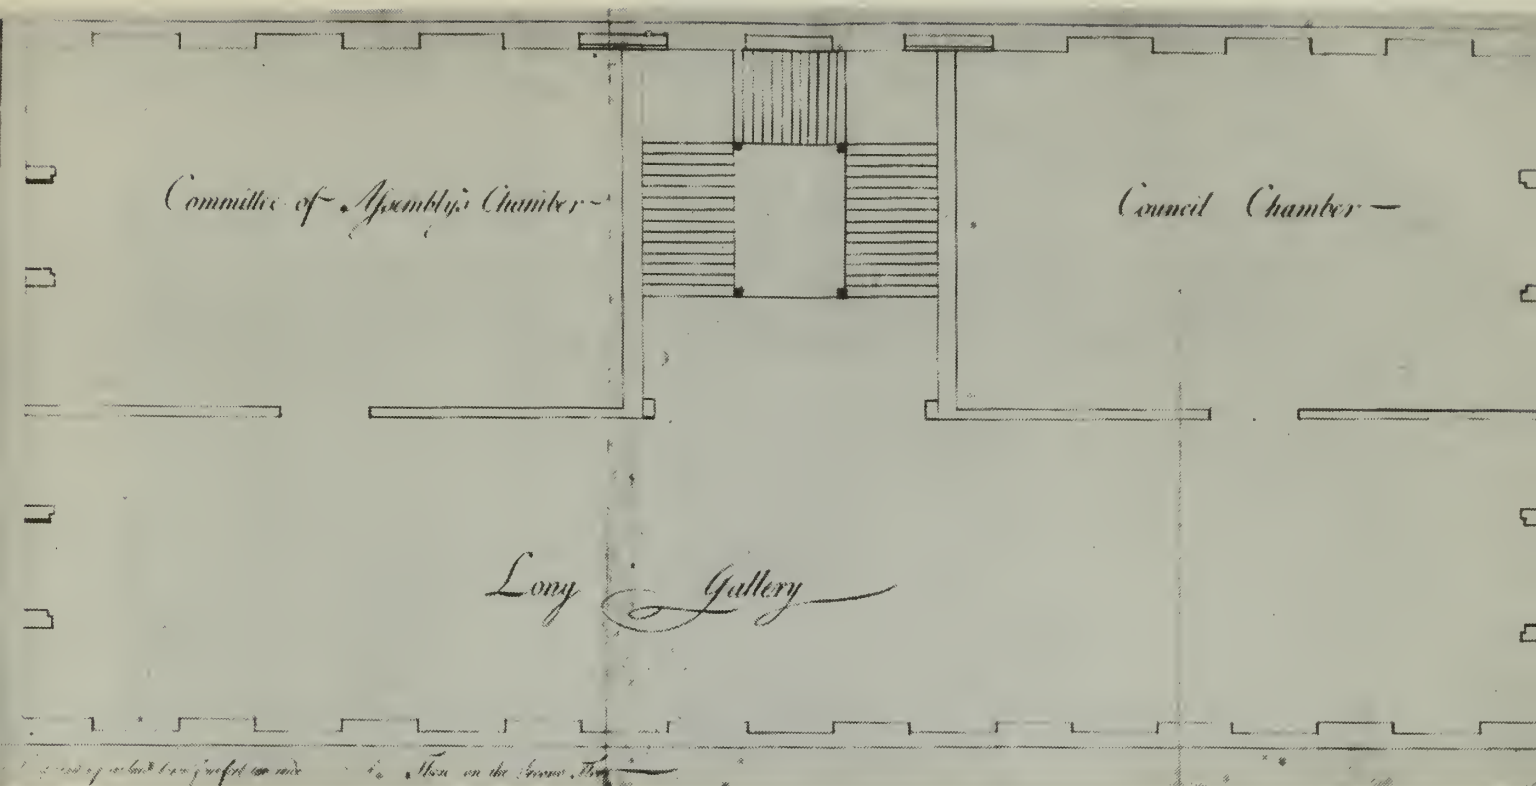 Committee of Assembly's Chamber-
Council Chamber —
Long Gallery
Plan on the Second Floor